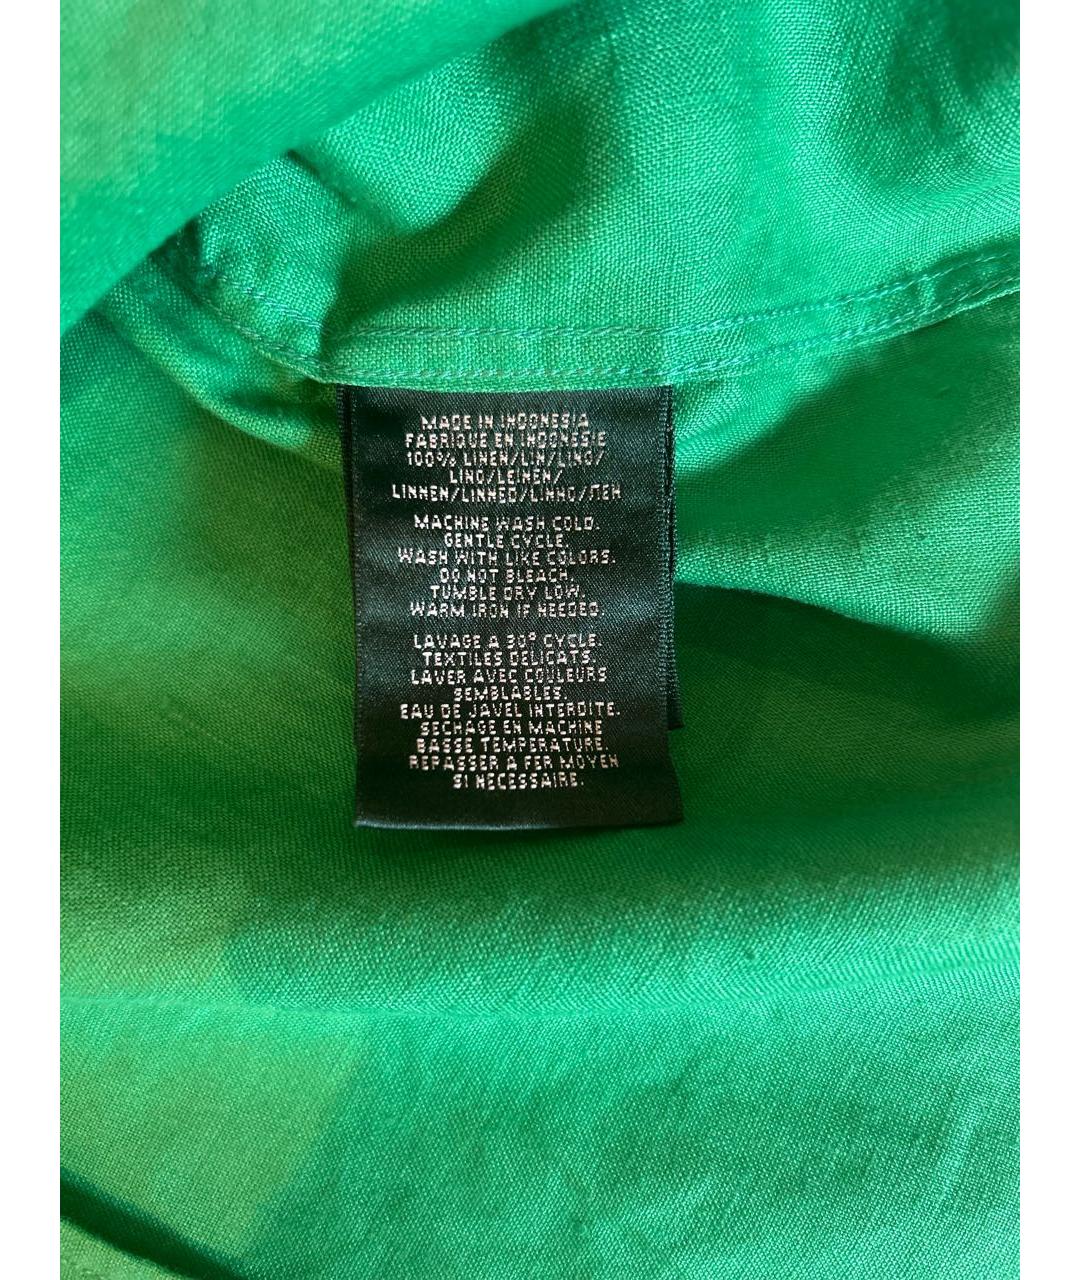 MADE IN INDONESIA
FABRIQUE EN INDONESIE
100% LINEN/LIN/LINO/
LINO/LEINEN/
LINNEN/LINNED/LINHO/ЛЕН
MACHINE WASH COLD.
GENTLE CYCLE.
WASH WITH LIKE COLORS.
DO NOT BLEACH.
TUMBLE DRY LOW.
WARM IRON IF NEEDED.
LAVAGE A 30° CYCLE.
TEXTILES DELICATS.
LAVER AVEC COULEURS
SEMBLABLES.
EAU DE JAVEL INTERDITE.
SECHAGE EN MACHINE
BASSE TEMPERATURE.
REPASSER A FER MOYEN
SI NECESSAIRE.